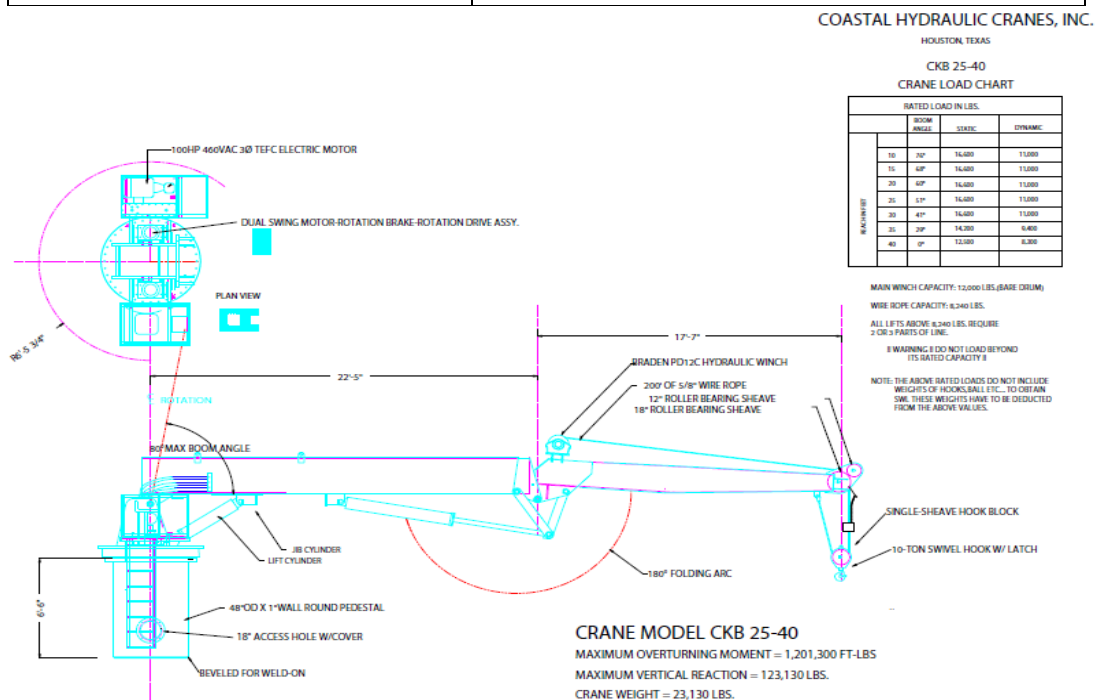 COASTAL HYDRAULIC CRANES, INC.
HOUSTON, TEXAS
CKB 25-40
CRANE LOAD CHART
RATED LOAD IN LBS.
BOOM ANGLE STATIC DYNAMIC
REACH IN FEET
10 76° 16,600 11,000
15 68° 16,600 11,000
20 60° 16,600 11,000
25 51° 16,600 11,000
30 41° 16,600 11,000
35 29° 14,200 9,400
40 0° 12,500 8,300
MAIN WINCH CAPACITY: 12,000 LBS.(BARE DRUM)
WIRE ROPE CAPACITY: 8,240 LBS.
ALL LIFTS ABOVE 8,240 LBS. REQUIRE
2 OR 3 PARTS OF LINE.
!! WARNING !! DO NOT LOAD BEYOND
ITS RATED CAPACITY !!
NOTE: THE ABOVE RATED LOADS DO NOT INCLUDE
WEIGHTS OF HOOKS,BALL ETC... TO OBTAIN
SWL THESE WEIGHTS HAVE TO BE DEDUCTED
FROM THE ABOVE VALUES.
100HP 460VAC 3Ø TEFC ELECTRIC MOTOR
DUAL SWING MOTOR-ROTATION BRAKE-ROTATION DRIVE ASSY.
PLAN VIEW
R6'-5 3/4"
22'-5"
17'-7"
BRADEN PD12C HYDRAULIC WINCH
200' OF 5/8" WIRE ROPE
12" ROLLER BEARING SHEAVE
18" ROLLER BEARING SHEAVE
ROTATION
80° MAX BOOM ANGLE
SINGLE-SHEAVE HOOK BLOCK
10-TON SWIVEL HOOK W/ LATCH
JIB CYLINDER
LIFT CYLINDER
180° FOLDING ARC
6'-6"
48"OD X 1"WALL ROUND PEDESTAL
18" ACCESS HOLE W/COVER
BEVELED FOR WELD-ON
CRANE MODEL CKB 25-40
MAXIMUM OVERTURNING MOMENT = 1,201,300 FT-LBS
MAXIMUM VERTICAL REACTION = 123,130 LBS.
CRANE WEIGHT = 23,130 LBS.